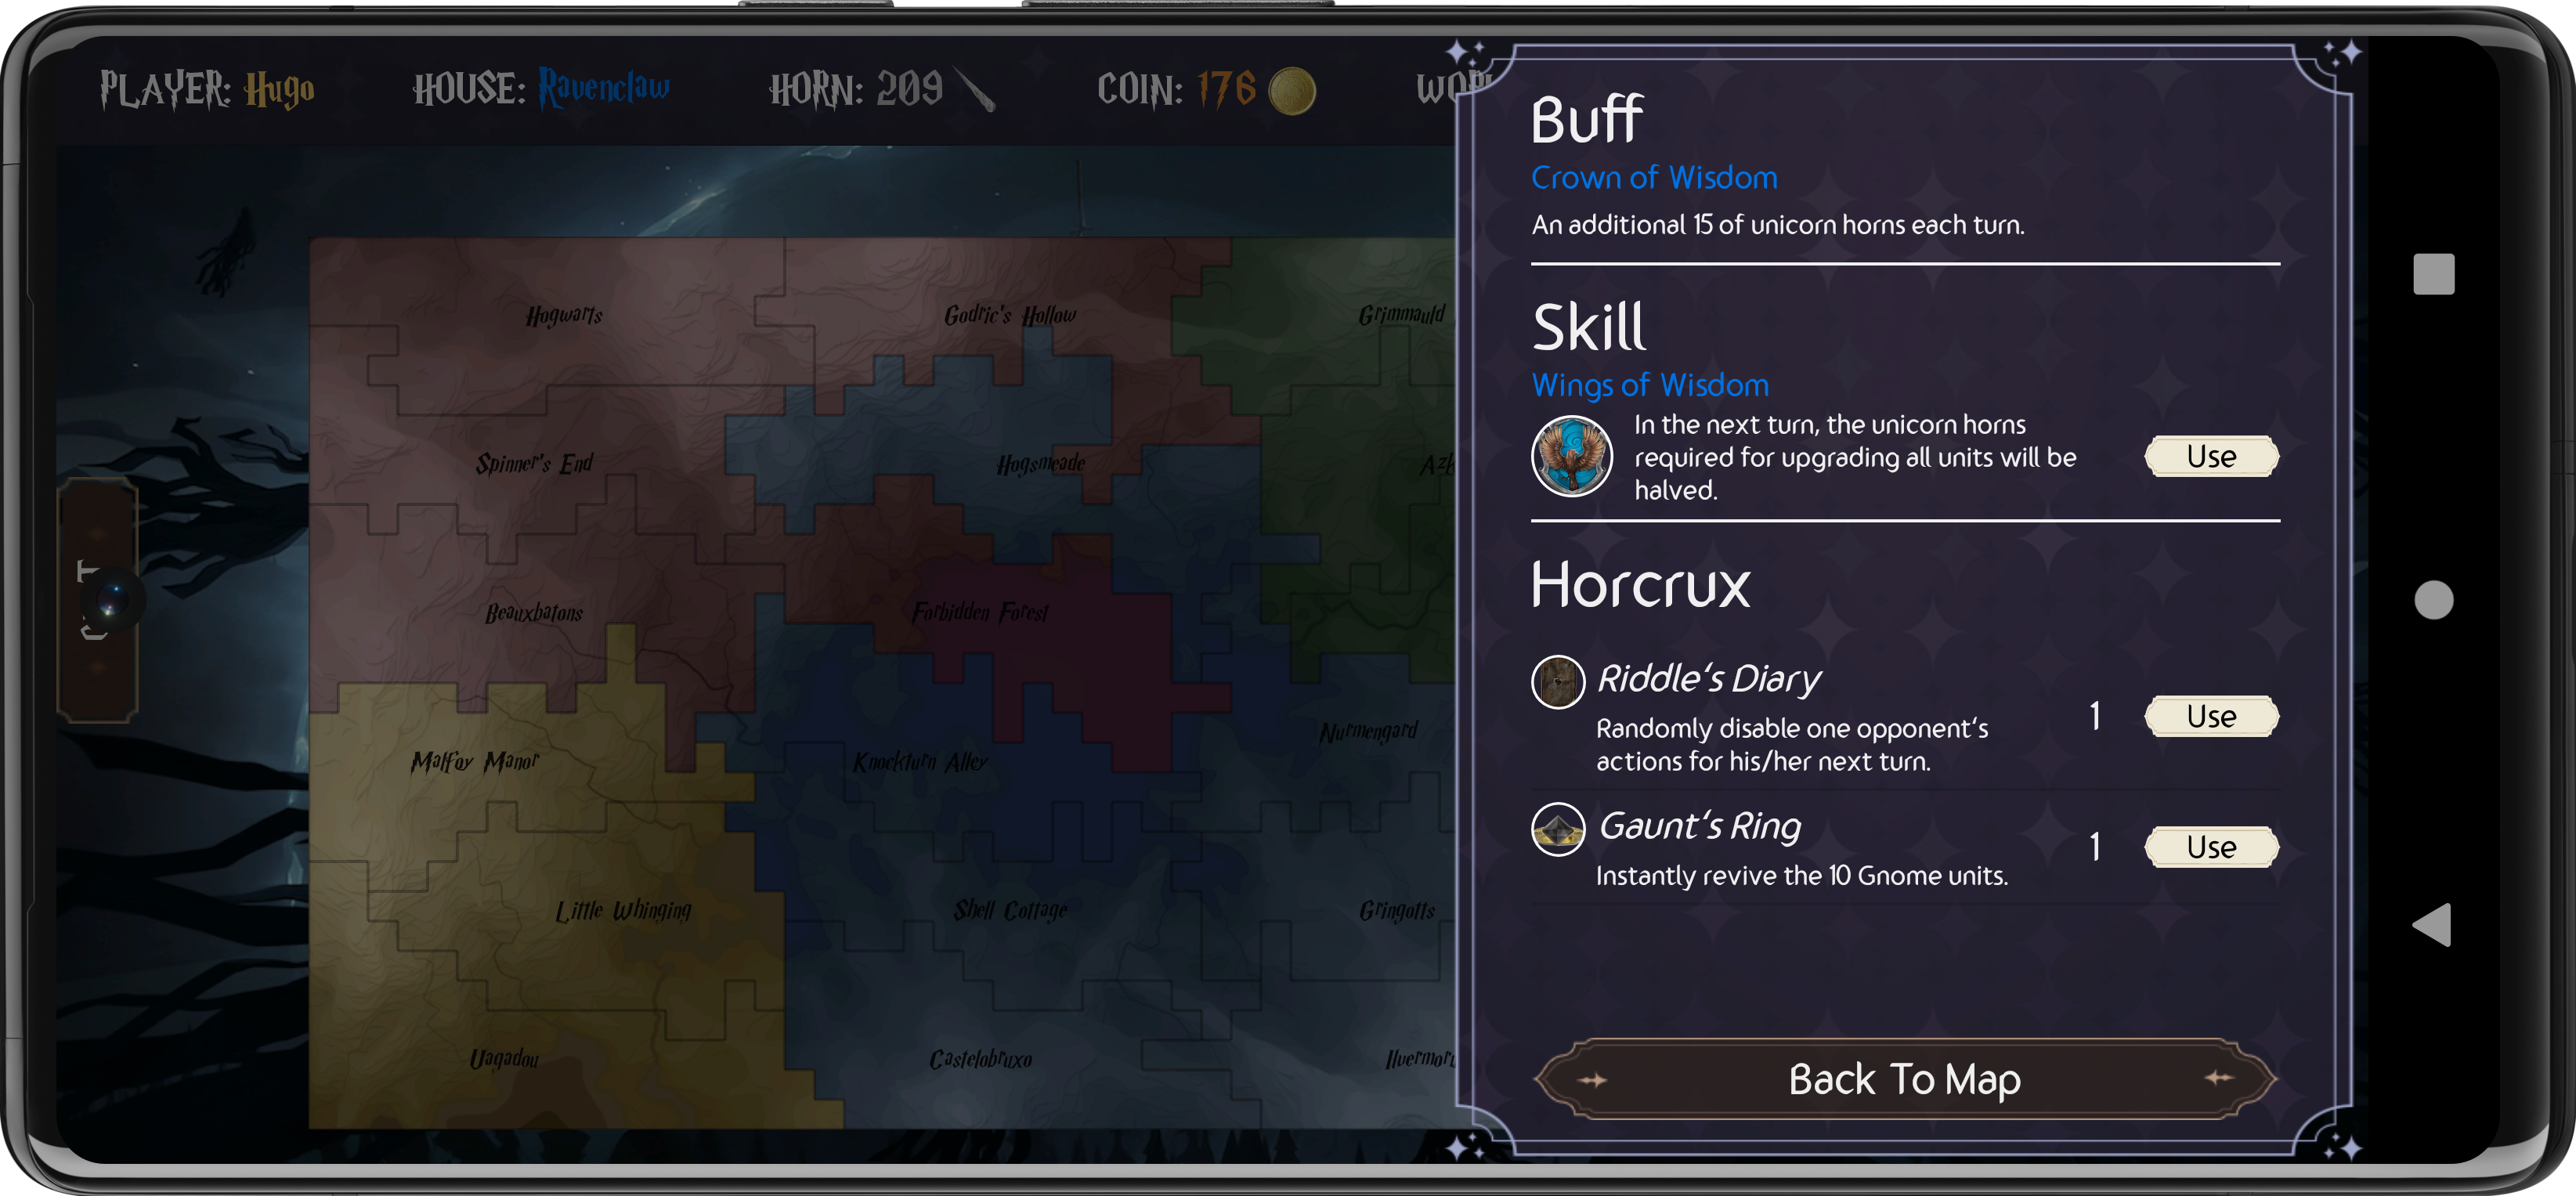 PLAYER: Hugo
HOUSE: Ravenclaw
HORN: 209
COIN: 176
Hogwarts
Godric's Hollow
Grimmauld
Spinner's End
Hogsmeade
Beauxbatons
Forbidden Forest
Malfoy Manor
Knockturn Alley
Nurmengard
Little Whinging
Shell Cottage
Gringotts
Uagadou
Castelobruxo
Buff
Crown of Wisdom
An additional 15 of unicorn horns each turn.
Skill
Wings of Wisdom
In the next turn, the unicorn horns
required for upgrading all units will be
halved.
Use
Horcrux
Riddle's Diary
Randomly disable one opponent's
actions for his/her next turn.
1
Use
Gaunt's Ring
Instantly revive the 10 Gnome units.
1
Use
Back To Map